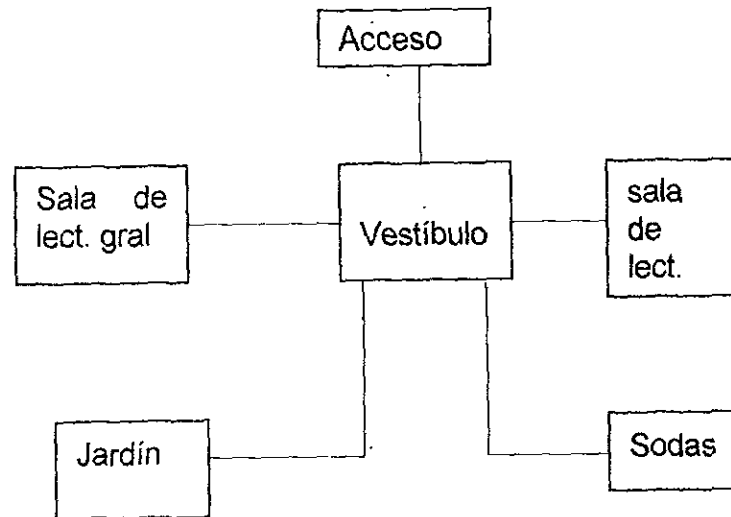 Acceso
Sala de
lect. gral
Vestíbulo
sala
de
lect.
Jardín
Sodas